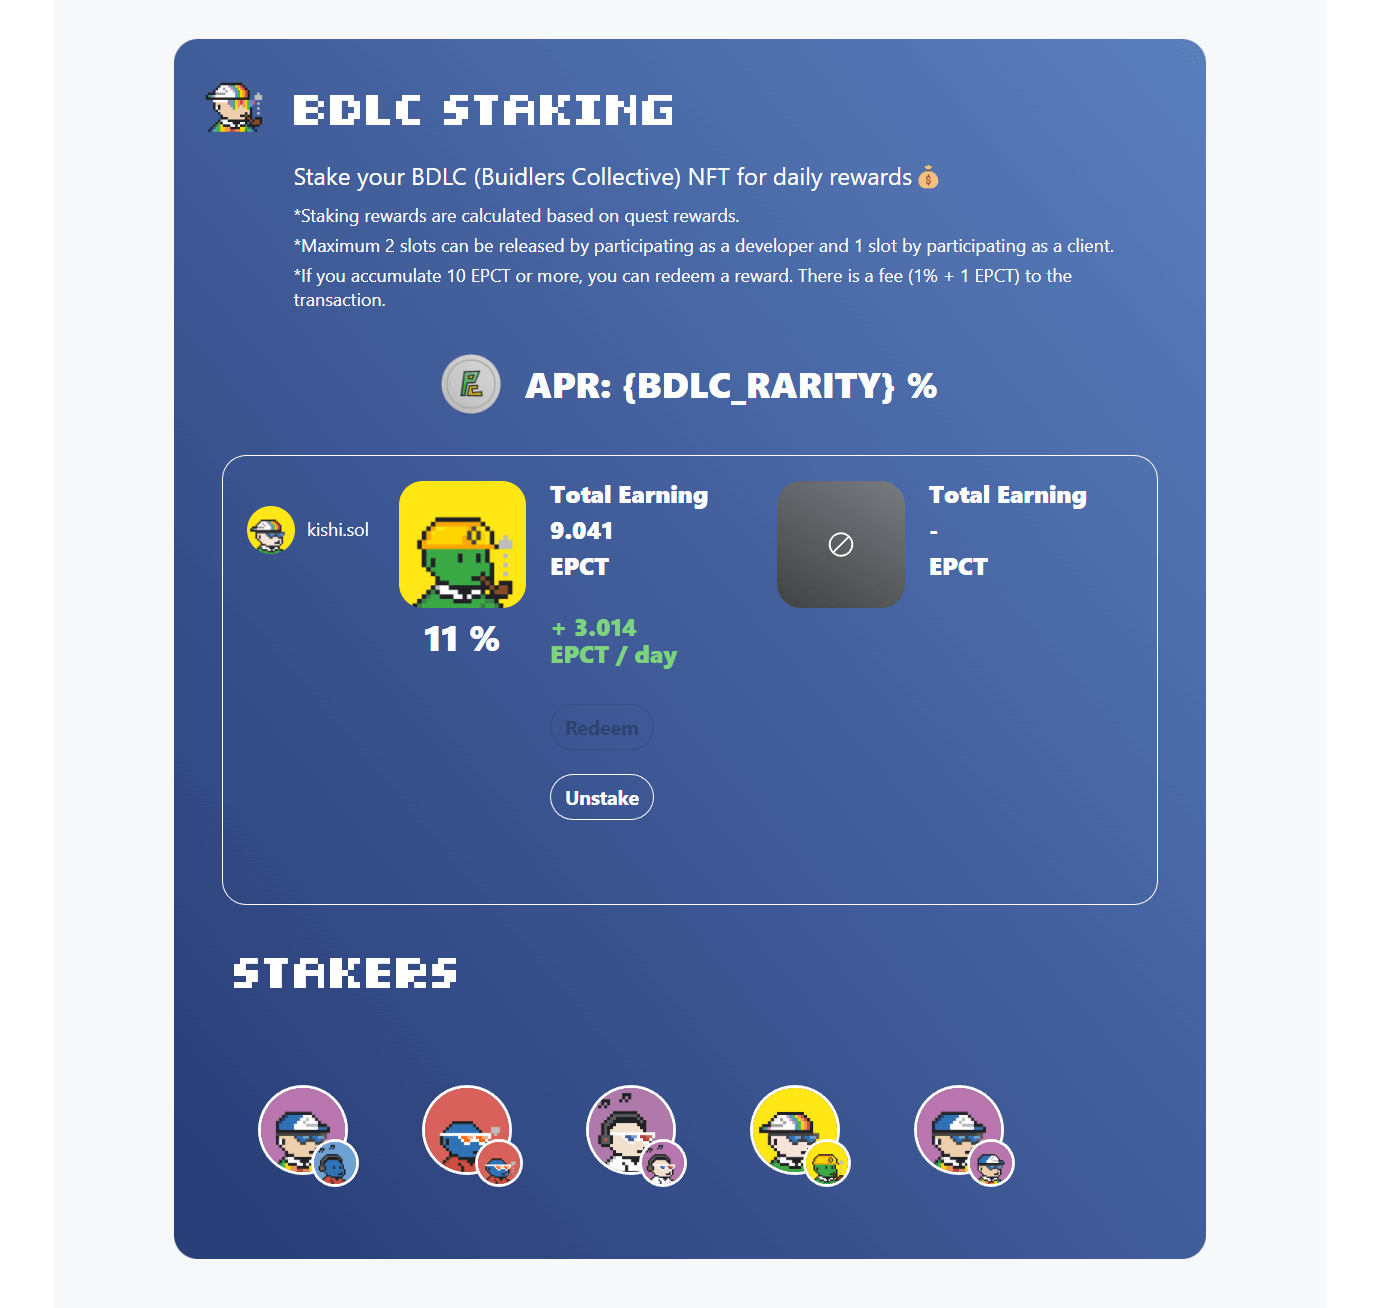 BDLC STAKING
Stake your BDLC (Buidlers Collective) NFT for daily rewards
*Staking rewards are calculated based on quest rewards.
*Maximum 2 slots can be released by participating as a developer and 1 slot by participating as a client.
*If you accumulate 10 EPCT or more, you can redeem a reward. There is a fee (1% + 1 EPCT) to the
transaction.
APR: {BDLC_RARITY} %
kishi.sol
11 %
Total Earning
9.041
EPCT
+ 3.014
EPCT / day
Redeem
Unstake
Total Earning
-
EPCT
STAKERS